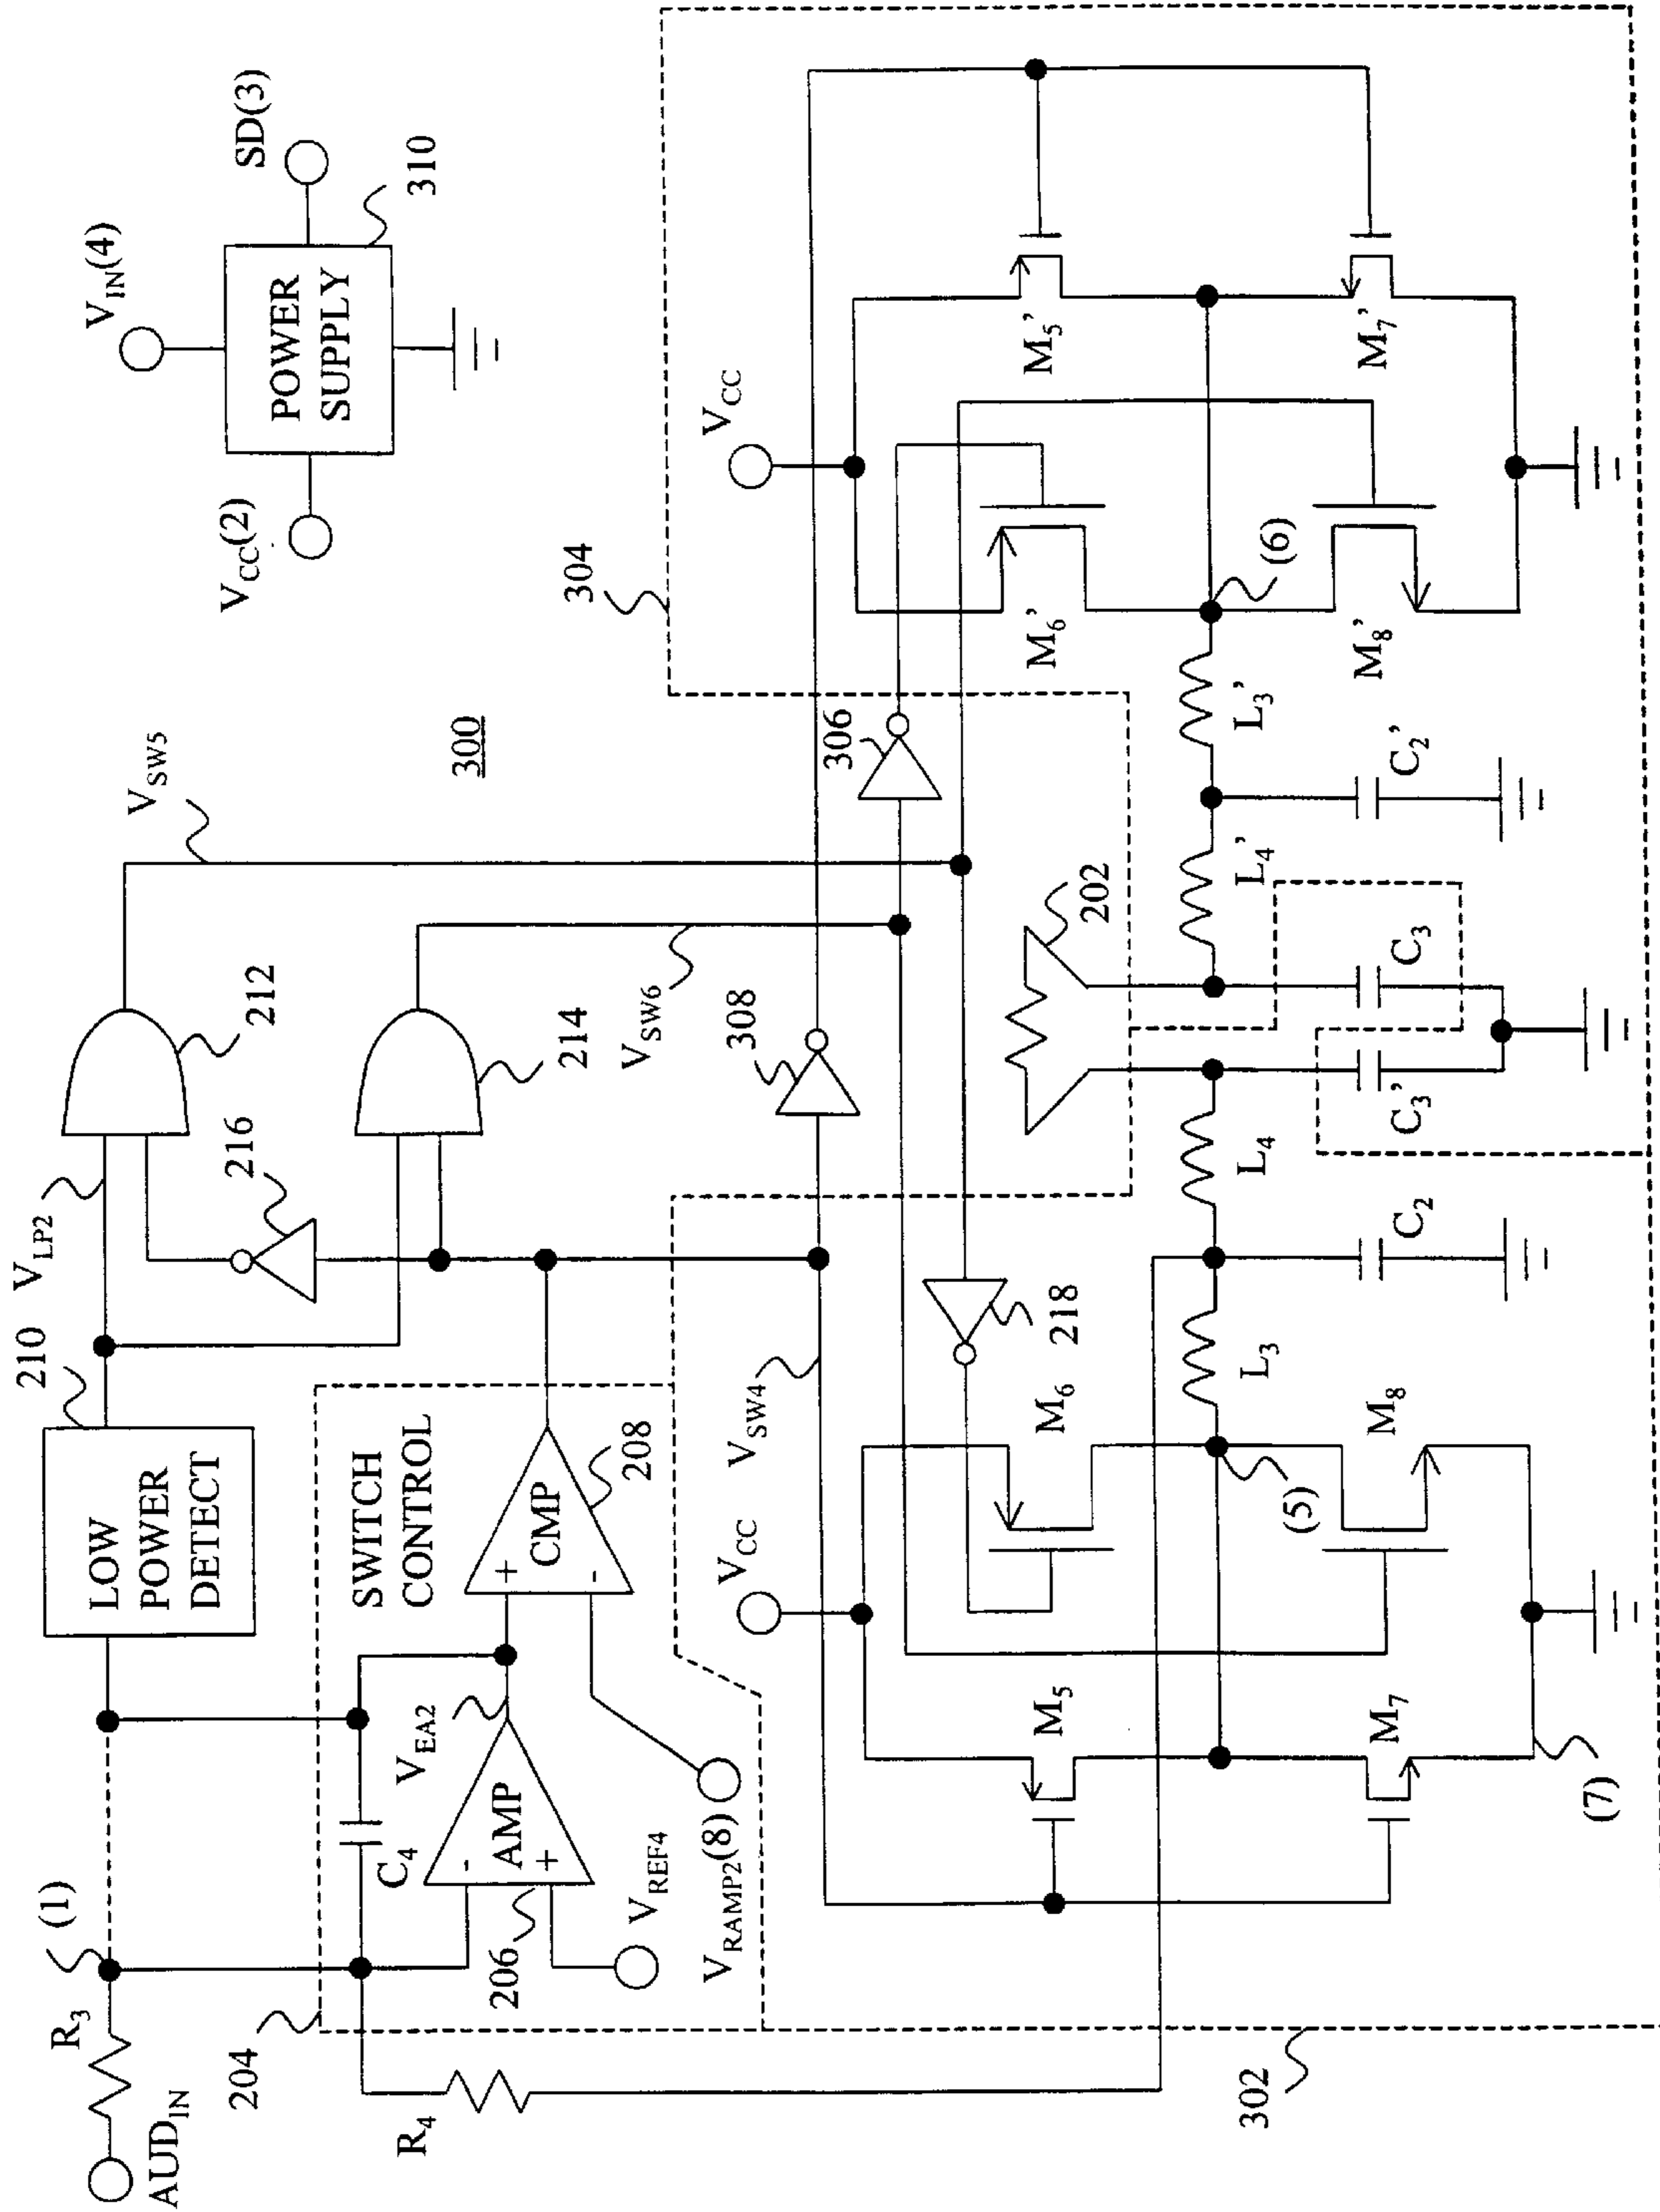 AUD_IN
R_3
(1)
204
R_4
LOW
POWER
DETECT
210
V_LP2
216
212
214
V_SW5
V_SW6
300
V_CC(2)
V_IN(4)
SD(3)
POWER
SUPPLY
310
SWITCH
CONTROL
C_4
V_EA2
-
AMP
+
206
V_REF4
V_RAMP2(8)
+
CMP
-
208
308
306
304
V_SW4
V_CC
V_CC
218
202
M_5
M_6
M_7
M_8
(5)
(7)
302
L_3
L_4
C_2
C_3'
C_3
L_4'
L_3'
C_2'
(6)
M_6'
M_8'
M_5'
M_7'